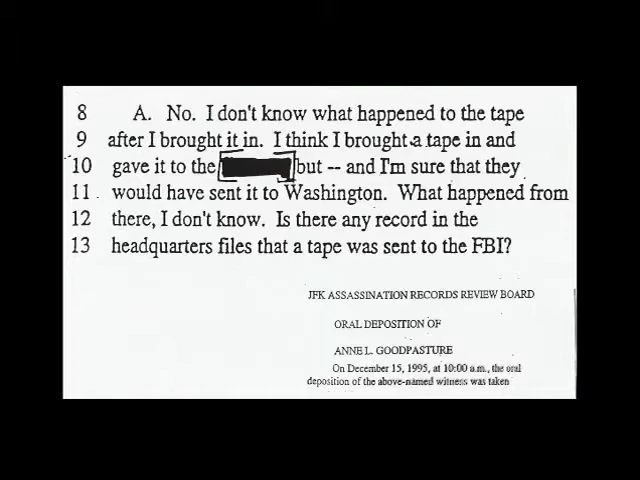 8 A. No. I don't know what happened to the tape
9 after I brought it in. I think I brought a tape in and
10 gave it to the but -- and I'm sure that they
11 would have sent it to Washington. What happened from
12 there, I don't know. Is there any record in the
13 headquarters files that a tape was sent to the FBI?
JFK ASSASSINATION RECORDS REVIEW BOARD
ORAL DEPOSITION OF
ANNE L. GOODPASTURE
On December 15, 1995, at 10:00 a.m., the oral
deposition of the above-named witness was taken